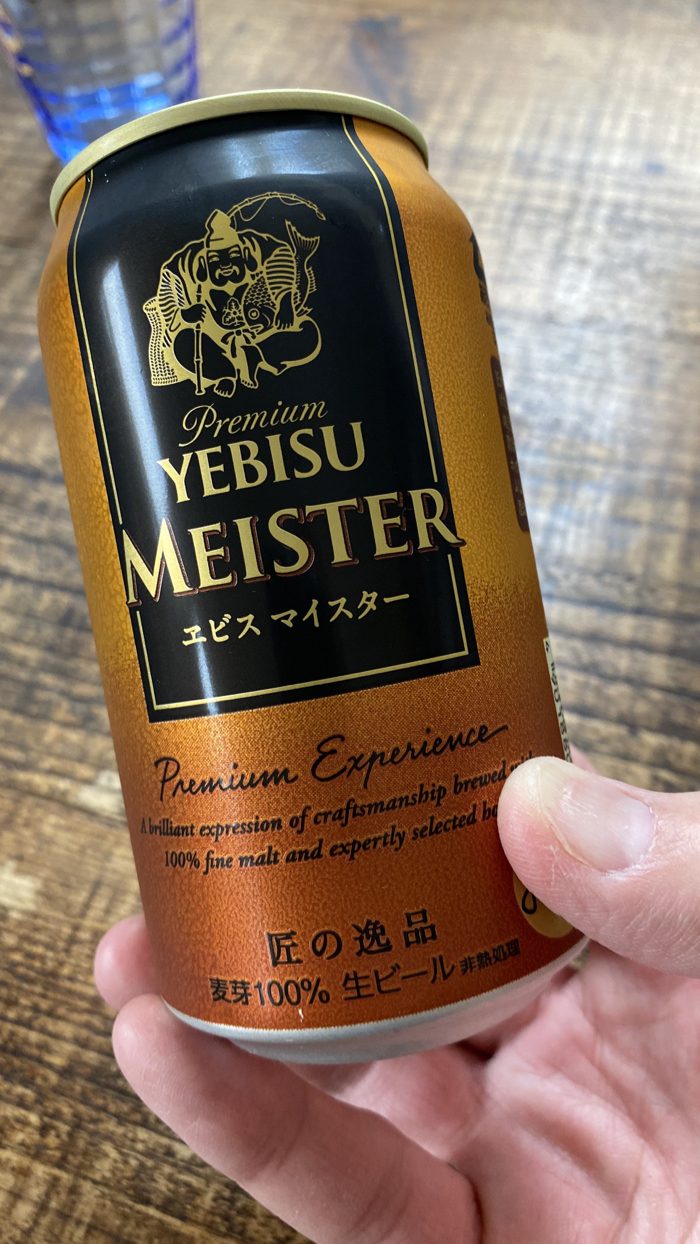 Premium
YEBISU
MEISTER
ヱビス マイスター
Premium Experience
A brilliant expression of craftsmanship brewed with
100% fine malt and expertly selected
匠の逸品
麦芽100% 生ビール 非熱処理